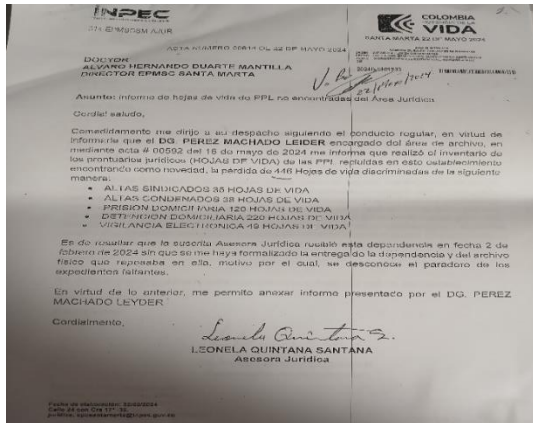 INPEC
COLOMBIA
VIDA
SANTA MARTA 22 DE MAYO 2024
ACTA NUMERO DE 22 DE MAYO 2024
DOCTOR
ALVARO HERNANDO DUARTE MANTILLA
DIRECTOR EPMSC SANTA MARTA
Asunto: informe de hojas de vida de PPL no encontradas del Área Jurídica
Cordial saludo,
Comedidamente me dirijo a su despacho siguiendo el conducto regular, en virtud de
informarle que el DG. PEREZ MACHADO LEIDER encargado del área de archivo, en
mediante acta # 00592 del 16 de mayo de 2024 me informa que realizó el inventario de
los prontuarios jurídicos (HOJAS DE VIDA) de las PPL recluidas en este establecimiento
encontrando como novedad, la perdida de 446 Hojas de vida discriminadas de la siguiente
manera:
• ALTAS SINDICADOS 35 HOJAS DE VIDA
• ALTAS CONDENADOS HOJAS DE VIDA
• PRISION DOMICILIARIA HOJAS DE VIDA
• DETENCION DOMICILIARIA 220 HOJAS DE VIDA
• VIGILANCIA ELECTRONICA HOJAS DE VIDA
Es de resaltar que la suscrita Asesora Jurídica recibió esta dependencia en fecha 2 de
febrero de 2024 sin que se me haya formalizado la entrega de la dependencia y del archivo
físico que reposaba en ella, motivo por el cual, se desconoce el paradero de los
expedientes faltantes.
En virtud de lo anterior, me permito anexar informe presentado por el DG. PEREZ
MACHADO LEYDER
Cordialmente,
Leonela Quintana S.
LEONELA QUINTANA SANTANA
Asesora Jurídica